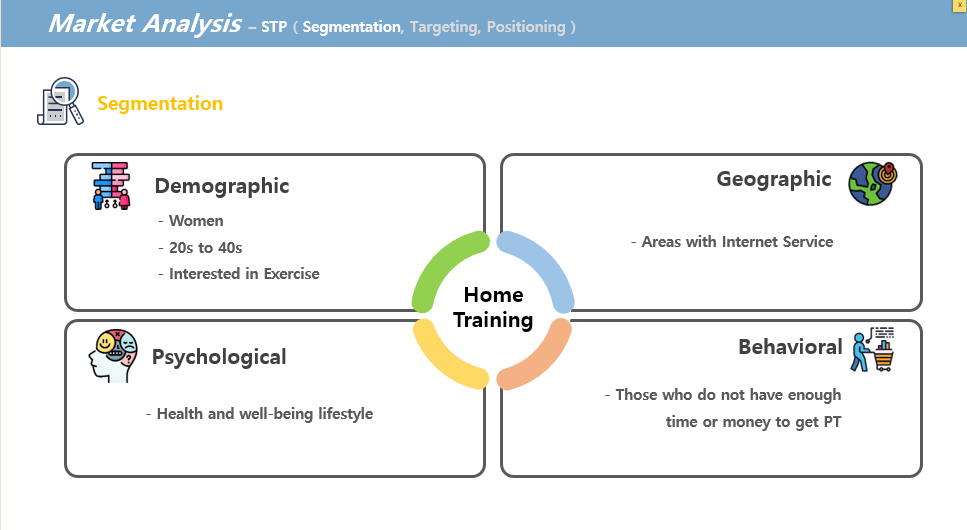 Market Analysis – STP ( Segmentation, Targeting, Positioning )
x
Segmentation
Demographic
- Women
- 20s to 40s
- Interested in Exercise
Geographic
- Areas with Internet Service
Home
Training
Psychological
- Health and well-being lifestyle
Behavioral
- Those who do not have enough
time or money to get PT